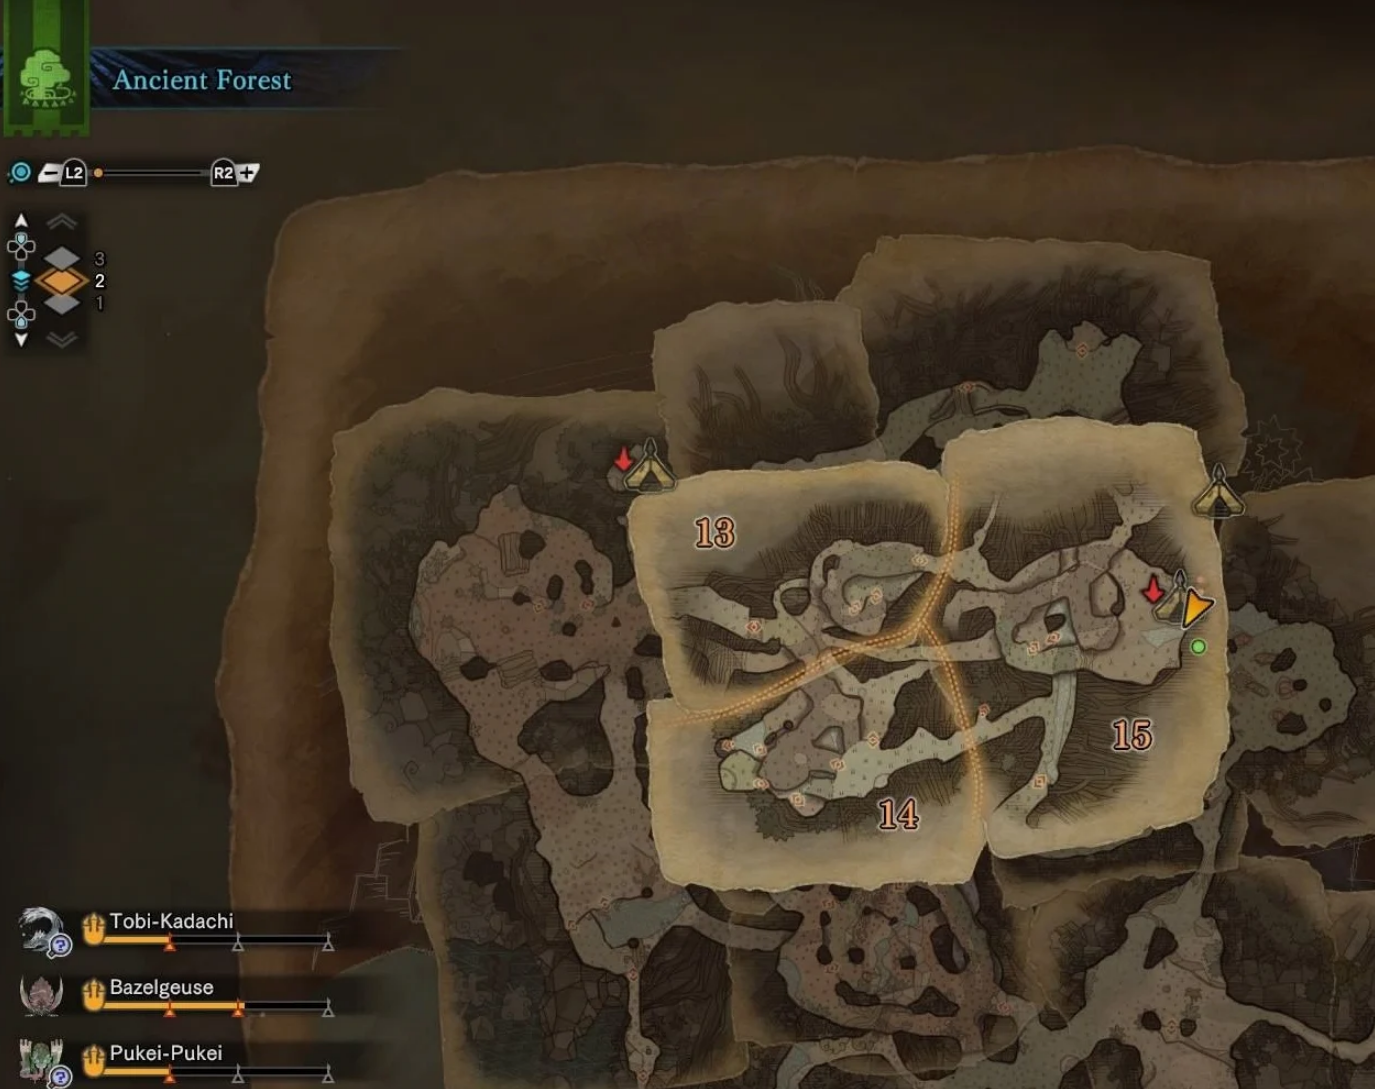 Ancient Forest
L2 R2
3
2
1
13
15
14
Tobi-Kadachi
Bazelgeuse
Pukei-Pukei